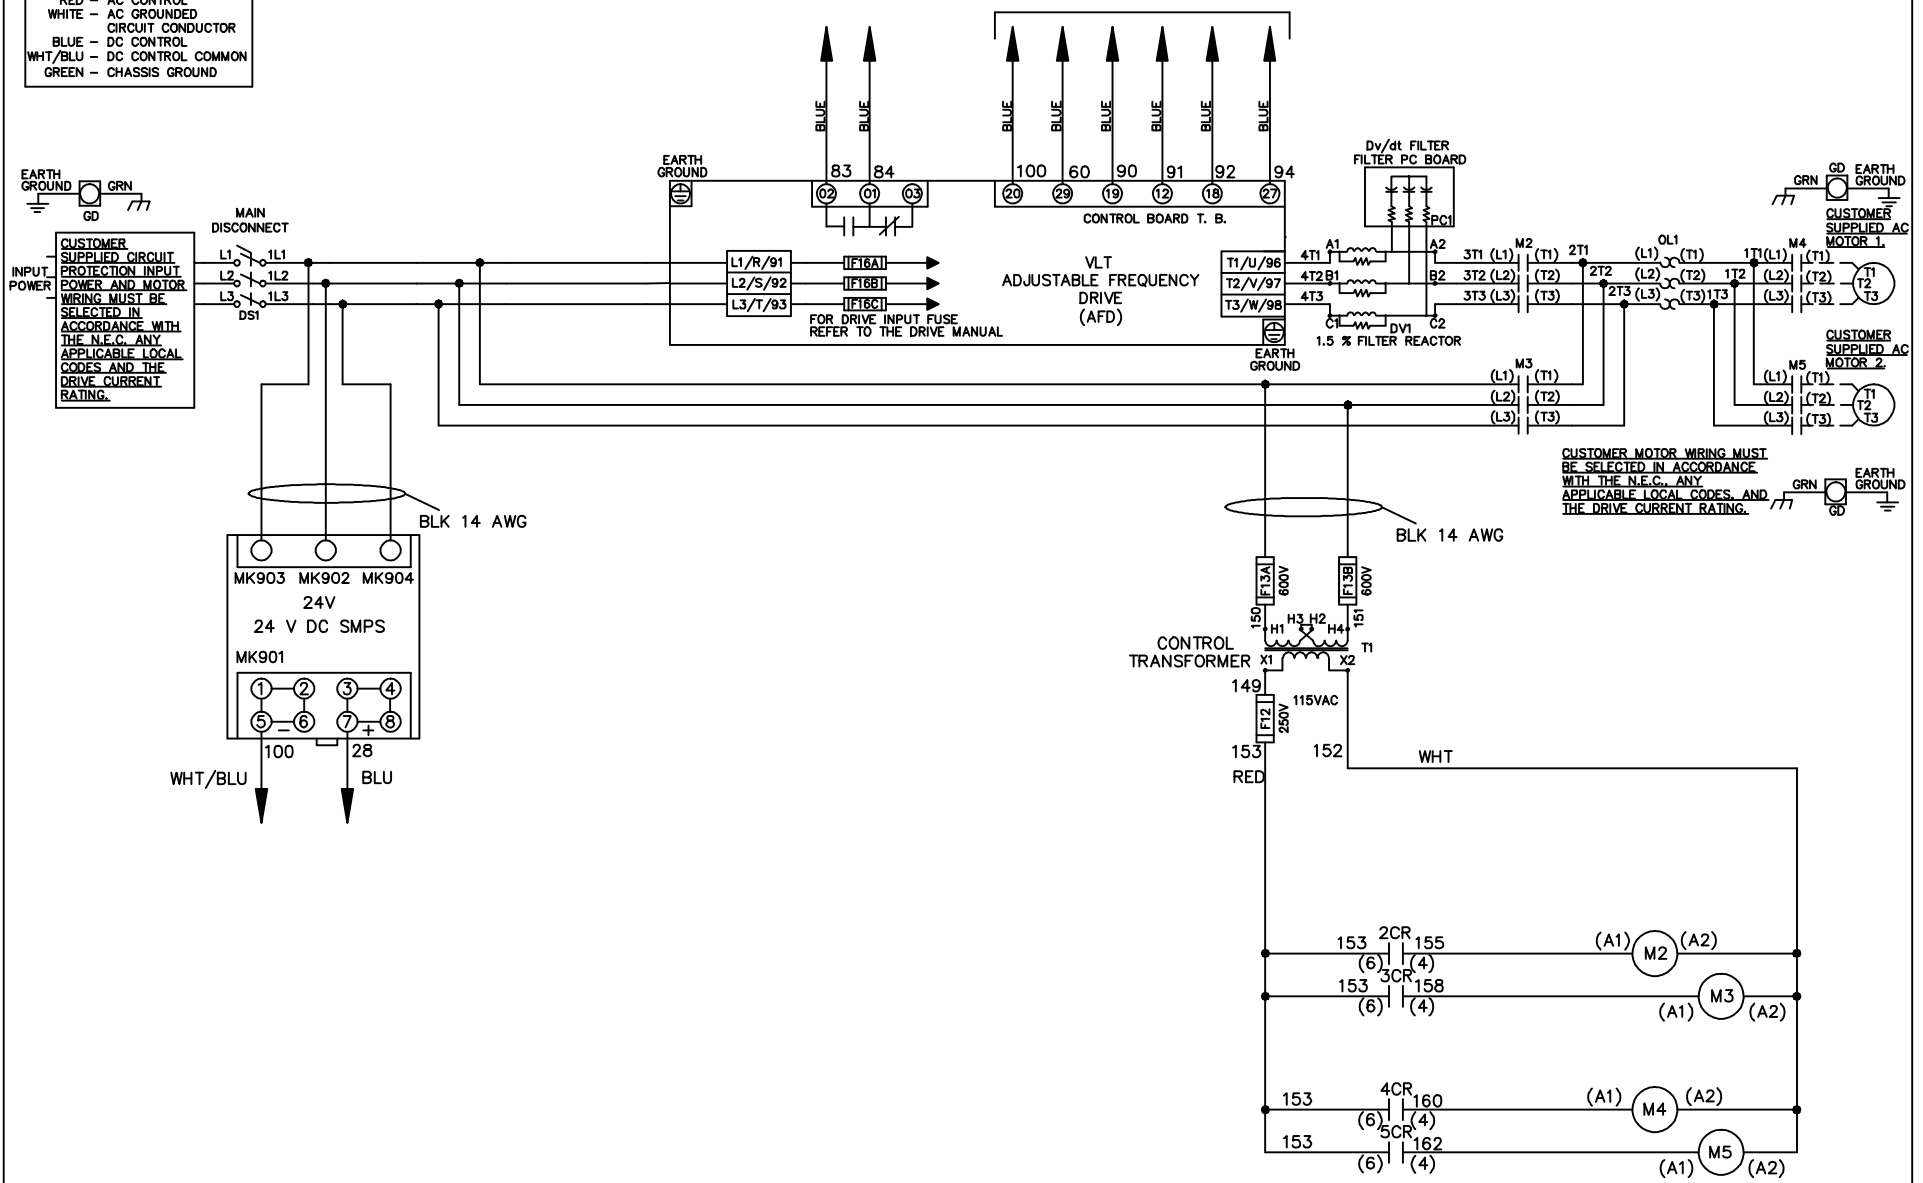 RED – AC CONTROL
WHITE – AC GROUNDED
CIRCUIT CONDUCTOR
BLUE – DC CONTROL
WHT/BLU – DC CONTROL COMMON
GREEN – CHASSIS GROUND
BLUE
BLUE
BLUE
BLUE
BLUE
BLUE
BLUE
BLUE
EARTH
GROUND
GRN
GD
MAIN
DISCONNECT
INPUT
POWER
CUSTOMER
SUPPLIED CIRCUIT
PROTECTION INPUT
POWER AND MOTOR
WIRING MUST BE
SELECTED IN
ACCORDANCE WITH
THE N.E.C. ANY
APPLICABLE LOCAL
CODES AND THE
DRIVE CURRENT
RATING.
L1 1L1
L2 1L2
L3 1L3
DS1
EARTH
GROUND
83 84
02 01 03
100 60 90 91 92 94
20 29 19 12 18 27
CONTROL BOARD T. B.
L1/R/91
L2/S/92
L3/T/93
F16A
F16B
F16C
FOR DRIVE INPUT FUSE
REFER TO THE DRIVE MANUAL
VLT
ADJUSTABLE FREQUENCY
DRIVE
(AFD)
T1/U/96
T2/V/97
T3/W/98
EARTH
GROUND
4T1
4T2
4T3
Dv/dt FILTER
FILTER PC BOARD
PC1
A1 A2
B1 B2
C1 C2
DV1
1.5 % FILTER REACTOR
M2
3T1 (L1) (T1) 2T1
3T2 (L2) (T2) 2T2
3T3 (L3) (T3) 2T3
OL1
(L1) (T1) 1T1
(L2) (T2) 1T2
(L3) (T3) 1T3
M4
(L1) (T1)
(L2) (T2)
(L3) (T3)
T1
T2
T3
GRN
GD
EARTH
GROUND
CUSTOMER
SUPPLIED AC
MOTOR 1.
CUSTOMER
SUPPLIED AC
MOTOR 2.
M3
(L1) (T1)
(L2) (T2)
(L3) (T3)
M5
(L1) (T1)
(L2) (T2)
(L3) (T3)
T1
T2
T3
CUSTOMER MOTOR WIRING MUST
BE SELECTED IN ACCORDANCE
WITH THE N.E.C., ANY
APPLICABLE LOCAL CODES, AND
THE DRIVE CURRENT RATING.
GRN
GD
EARTH
GROUND
BLK 14 AWG
MK903 MK902 MK904
24V
24 V DC SMPS
MK901
1 2 3 4
5 6 7 8
– +
100 28
WHT/BLU BLU
BLK 14 AWG
F13A
600V
F13B
600V
150
151
H1 H3 H2 H4
T1
CONTROL
TRANSFORMER
X1 X2
149
115VAC
F12
250V
153
RED
152
WHT
2CR
153 155
(6) (4)
(A1) M2 (A2)
3CR
153 158
(6) (4)
(A1) M3 (A2)
4CR
153 160
(6) (4)
(A1) M4 (A2)
5CR
153 162
(6) (4)
(A1) M5 (A2)